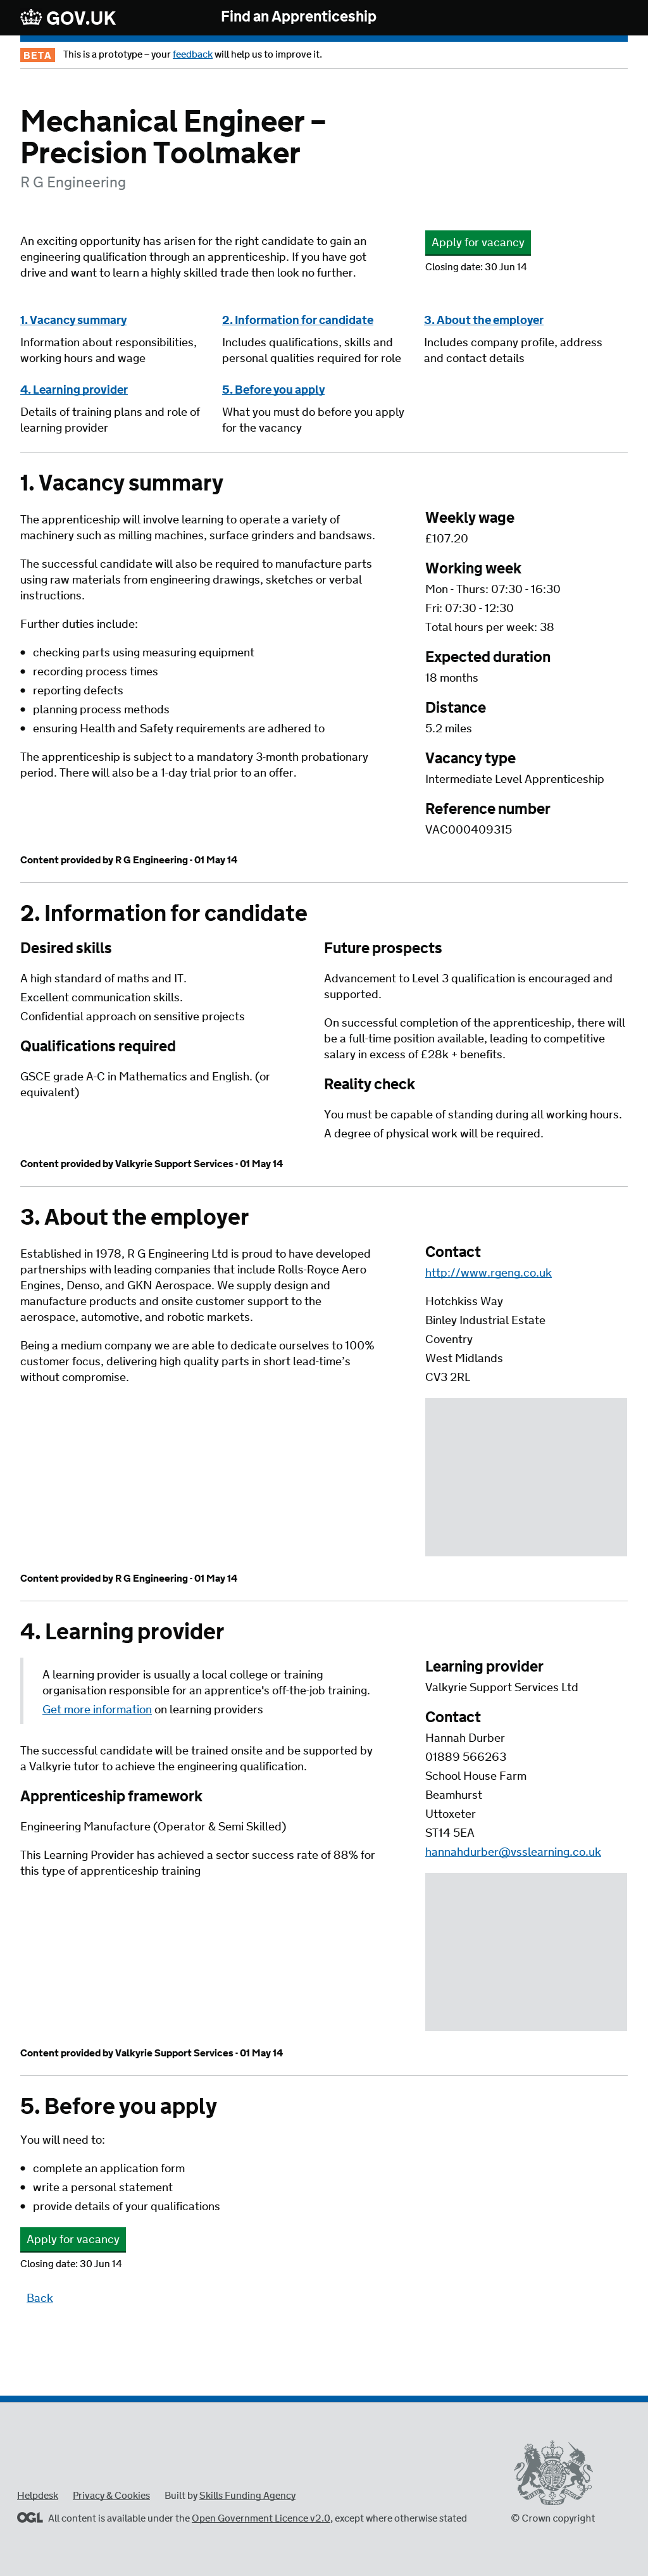 GOV.UK
Find an Apprenticeship
BETA
This is a prototype – your feedback will help us to improve it.
Mechanical Engineer –
Precision Toolmaker
R G Engineering
An exciting opportunity has arisen for the right candidate to gain an
engineering qualification through an apprenticeship. If you have got
drive and want to learn a highly skilled trade then look no further.
Apply for vacancy
Closing date: 30 Jun 14
1. Vacancy summary
Information about responsibilities,
working hours and wage
2. Information for candidate
Includes qualifications, skills and
personal qualities required for role
3. About the employer
Includes company profile, address
and contact details
4. Learning provider
Details of training plans and role of
learning provider
5. Before you apply
What you must do before you apply
for the vacancy
1. Vacancy summary
The apprenticeship will involve learning to operate a variety of
machinery such as milling machines, surface grinders and bandsaws.
The successful candidate will also be required to manufacture parts
using raw materials from engineering drawings, sketches or verbal
instructions.
Further duties include:
• checking parts using measuring equipment
• recording process times
• reporting defects
• planning process methods
• ensuring Health and Safety requirements are adhered to
The apprenticeship is subject to a mandatory 3-month probationary
period. There will also be a 1-day trial prior to an offer.
Weekly wage
£107.20
Working week
Mon - Thurs: 07:30 - 16:30
Fri: 07:30 - 12:30
Total hours per week: 38
Expected duration
18 months
Distance
5.2 miles
Vacancy type
Intermediate Level Apprenticeship
Reference number
VAC000409315
Content provided by R G Engineering - 01 May 14
2. Information for candidate
Desired skills
A high standard of maths and IT.
Excellent communication skills.
Confidential approach on sensitive projects
Qualifications required
GSCE grade A-C in Mathematics and English. (or
equivalent)
Future prospects
Advancement to Level 3 qualification is encouraged and
supported.
On successful completion of the apprenticeship, there will
be a full-time position available, leading to competitive
salary in excess of £28k + benefits.
Reality check
You must be capable of standing during all working hours.
A degree of physical work will be required.
Content provided by Valkyrie Support Services - 01 May 14
3. About the employer
Established in 1978, R G Engineering Ltd is proud to have developed
partnerships with leading companies that include Rolls-Royce Aero
Engines, Denso, and GKN Aerospace. We supply design and
manufacture products and onsite customer support to the
aerospace, automotive, and robotic markets.
Being a medium company we are able to dedicate ourselves to 100%
customer focus, delivering high quality parts in short lead-time's
without compromise.
Contact
http://www.rgeng.co.uk
Hotchkiss Way
Binley Industrial Estate
Coventry
West Midlands
CV3 2RL
Content provided by R G Engineering - 01 May 14
4. Learning provider
A learning provider is usually a local college or training
organisation responsible for an apprentice's off-the-job training.
Get more information on learning providers
The successful candidate will be trained onsite and be supported by
a Valkyrie tutor to achieve the engineering qualification.
Apprenticeship framework
Engineering Manufacture (Operator & Semi Skilled)
This Learning Provider has achieved a sector success rate of 88% for
this type of apprenticeship training
Learning provider
Valkyrie Support Services Ltd
Contact
Hannah Durber
01889 566263
School House Farm
Beamhurst
Uttoxeter
ST14 5EA
hannahdurber@vsslearning.co.uk
Content provided by Valkyrie Support Services - 01 May 14
5. Before you apply
You will need to:
• complete an application form
• write a personal statement
• provide details of your qualifications
Apply for vacancy
Closing date: 30 Jun 14
Back
Helpdesk Privacy & Cookies Built by Skills Funding Agency
OGL All content is available under the Open Government Licence v2.0, except where otherwise stated
© Crown copyright